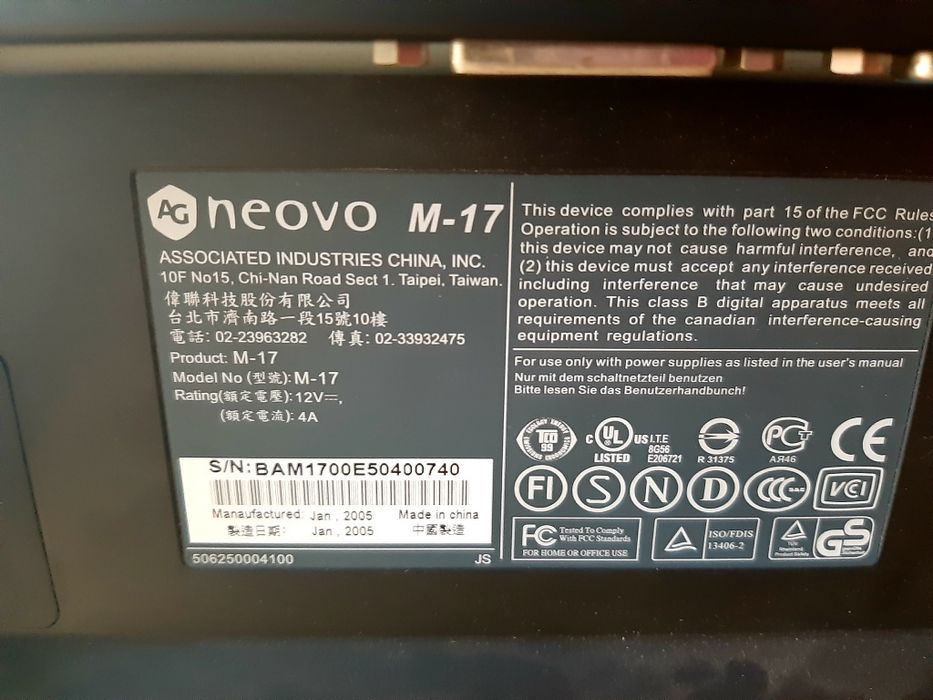 AG neovo M-17
ASSOCIATED INDUSTRIES CHINA, INC.
10F No15, Chi-Nan Road Sect 1. Taipei, Taiwan.
偉聯科技股份有限公司
台北市濟南路一段15號10樓
電話: 02-23963282 傳真: 02-33932475
Product: M-17
Model No (型號): M-17
Rating(額定電壓): 12V⎓,
(額定電流): 4A
S/N: BAM1700E50400740
Manufactured: Jan , 2005 Made in china
製造日期: Jan , 2005 中國製造
506250004100 JS
This device complies with part 15 of the FCC Rules
Operation is subject to the following two conditions:(1
this device may not cause harmful interference, and
(2) this device must accept any interference received
including interference that may cause undesired
operation. This class B digital apparatus meets all
requirements of the canadian interference-causing
equipment regulations.
For use only with power supplies as listed in the user's manual
Nur mit dem schaltnetzteil benutzen
Bitte lesen Sie das Benutzerhandbuch!
TCO 99
C UL US I.T.E
LISTED 8G56 E206721
R 31375
PCT АЯ46
CE
FI S N D CCC S&E VCI
FC Tested To Comply
With FCC Standards
FOR HOME OR OFFICE USE
ISO/FDIS
13406-2
TÜV
Rheinland
Product Safety
GS